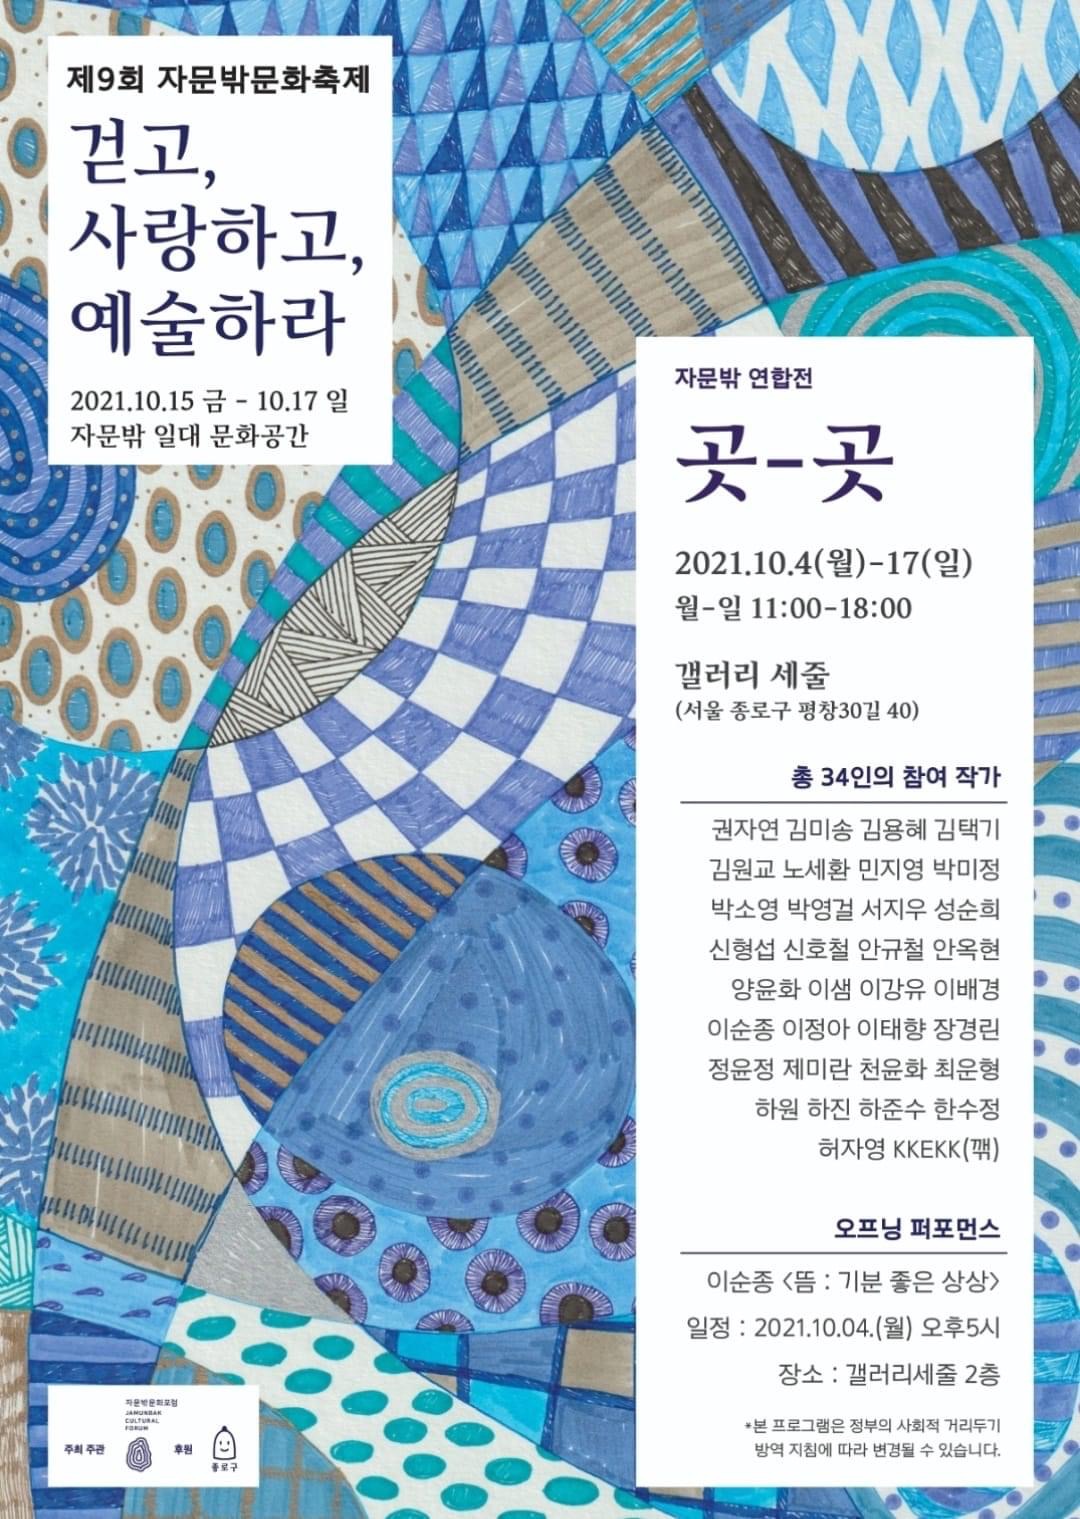 제9회 자문밖문화축제
걷고,
사랑하고,
예술하라
2021.10.15 금 - 10.17 일
자문밖 일대 문화공간
자문밖 연합전
곳-곳
2021.10.4(월)-17(일)
월-일 11:00-18:00
갤러리 세줄
(서울 종로구 평창30길 40)
총 34인의 참여 작가
권자연 김미송 김용혜 김택기
김원교 노세환 민지영 박미정
박소영 박영걸 서지우 성순희
신형섭 신호철 안규철 안옥현
양윤화 이샘 이강유 이배경
이순종 이정아 이태향 장경린
정윤정 제미란 천윤화 최운형
하원 하진 하준수 한수정
허자영 KKEKK(깪)
오프닝 퍼포먼스
이순종 <뜸 : 기분 좋은 상상>
일정 : 2021.10.04.(월) 오후5시
장소 : 갤러리세줄 2층
*본 프로그램은 정부의 사회적 거리두기
방역 지침에 따라 변경될 수 있습니다.
자문밖문화포럼
JAMUNBAK
CULTURAL
FORUM
주최 주관
후원
종로구